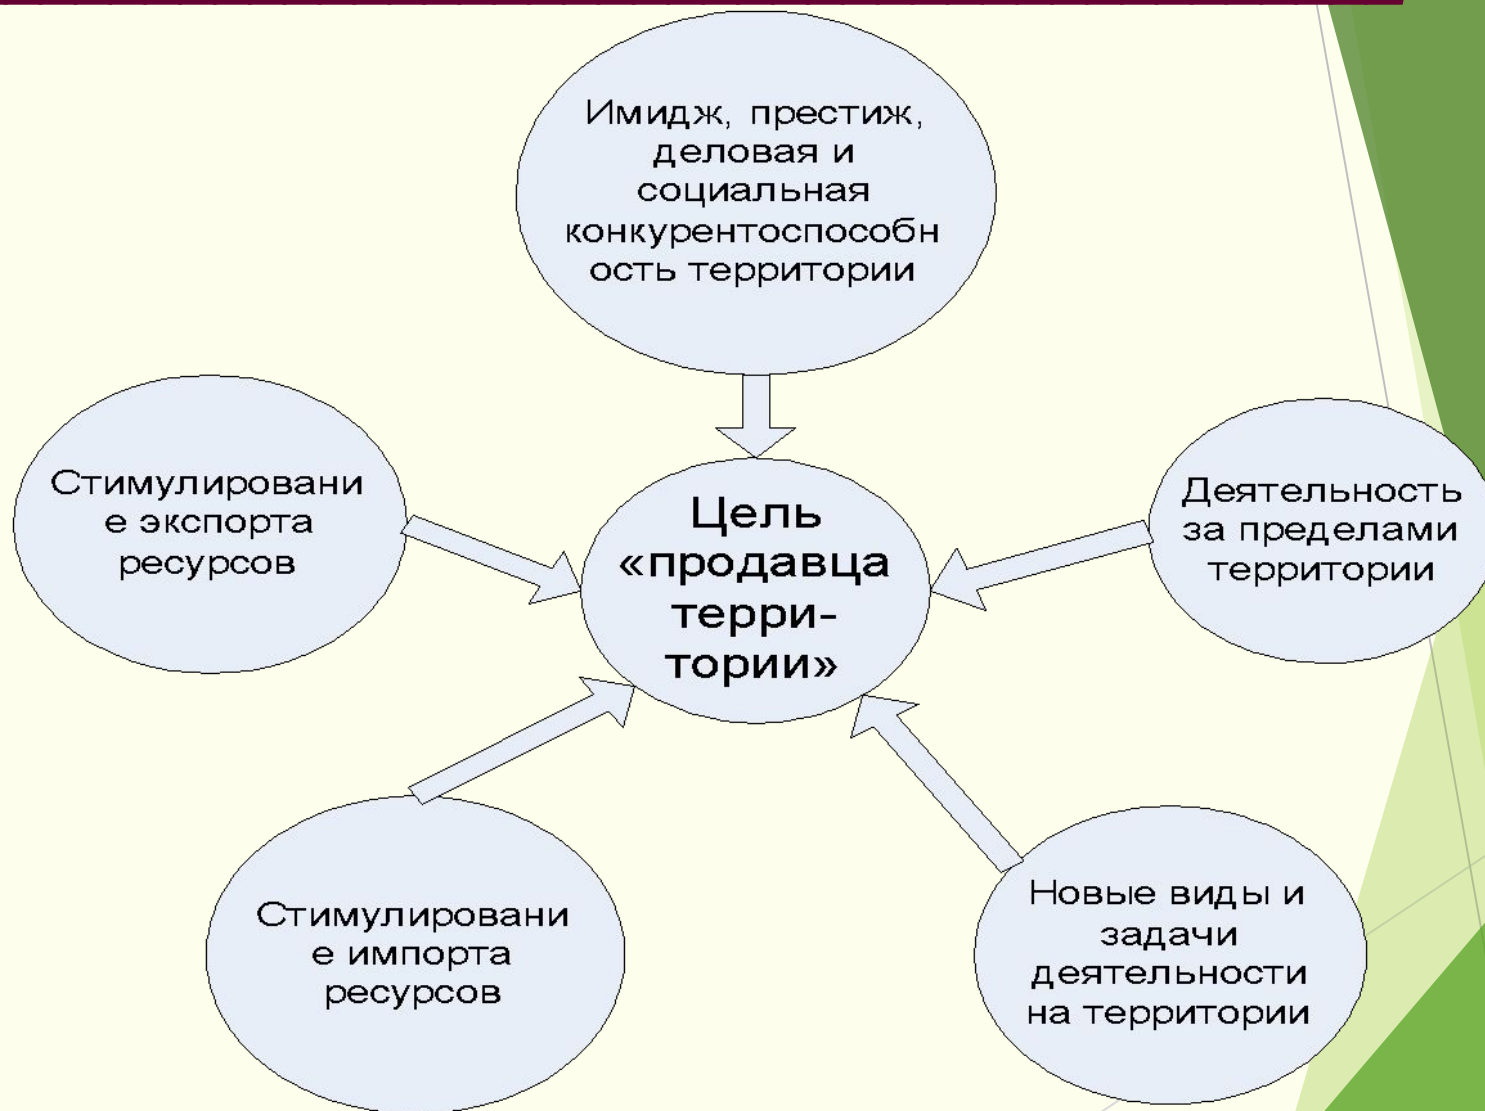 Имидж, престиж,
деловая и
социальная
конкурентоспособн
ость территории
Стимулировани
е экспорта
ресурсов
Цель
«продавца
терри-
тории»
Деятельность
за пределами
территории
Стимулировани
е импорта
ресурсов
Новые виды и
задачи
деятельности
на территории